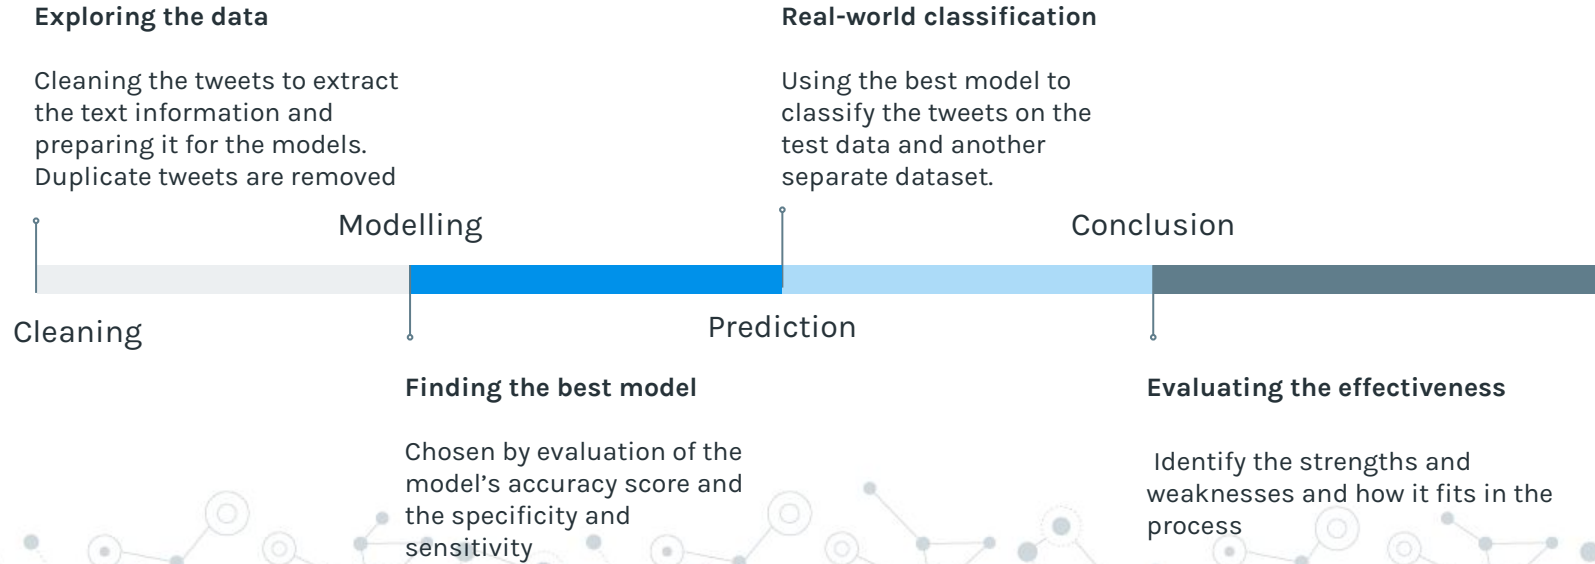 Exploring the data
Cleaning the tweets to extract
the text information and
preparing it for the models.
Duplicate tweets are removed
Real-world classification
Using the best model to
classify the tweets on the
test data and another
separate dataset.
Modelling
Conclusion
Cleaning
Prediction
Finding the best model
Chosen by evaluation of the
model's accuracy score and
the specificity and
sensitivity
Evaluating the effectiveness
Identify the strengths and
weaknesses and how it fits in the
process